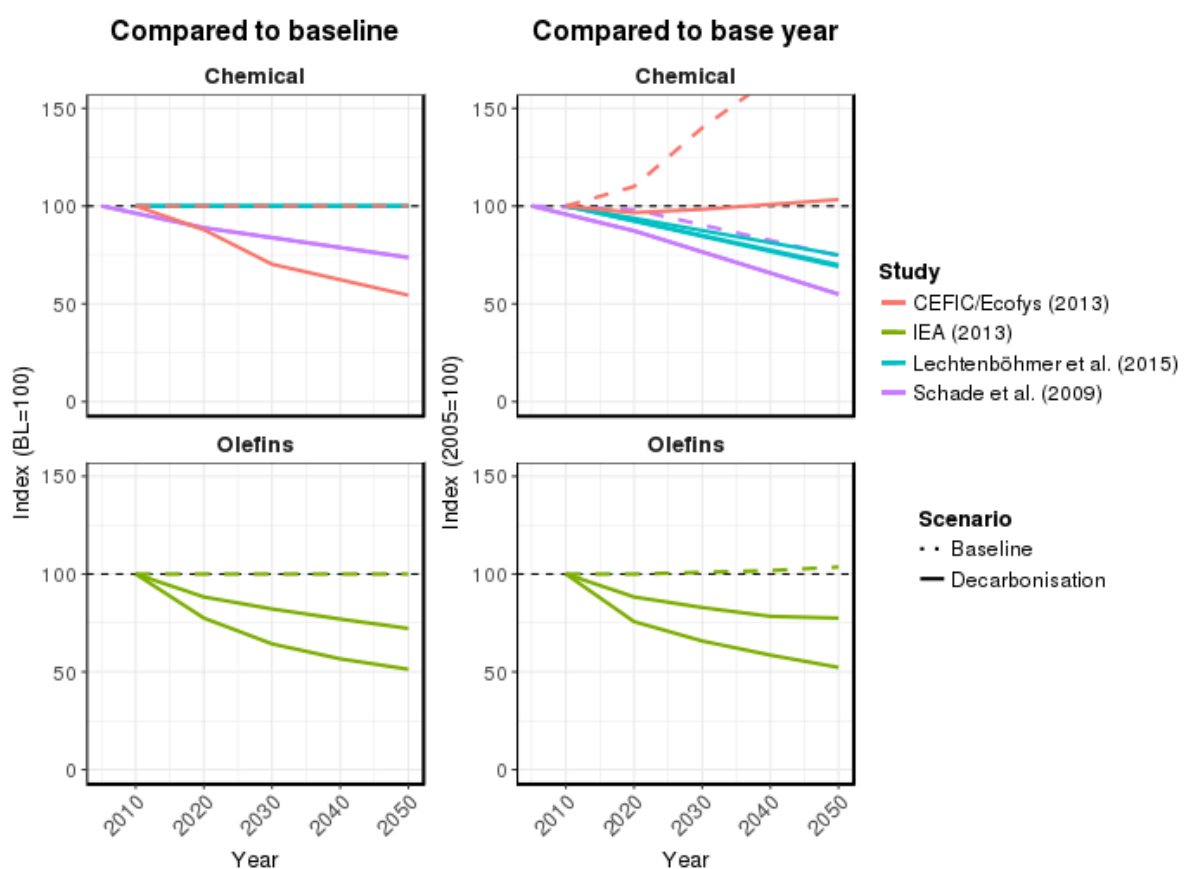 Compared to baseline
Compared to base year
Chemical
Chemical
150
100
50
0
150
100
50
0
Index (BL=100)
Index (2005=100)
Olefins
Olefins
150
100
50
0
150
100
50
0
2010
2020
2030
2040
2050
2010
2020
2030
2040
2050
Year
Year
Study
CEFIC/Ecofys (2013)
IEA (2013)
Lechtenböhmer et al. (2015)
Schade et al. (2009)
Scenario
Baseline
Decarbonisation